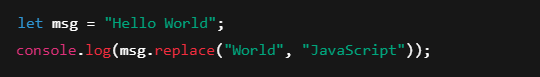 let msg = "Hello World";
console.log(msg.replace("World", "JavaScript"));